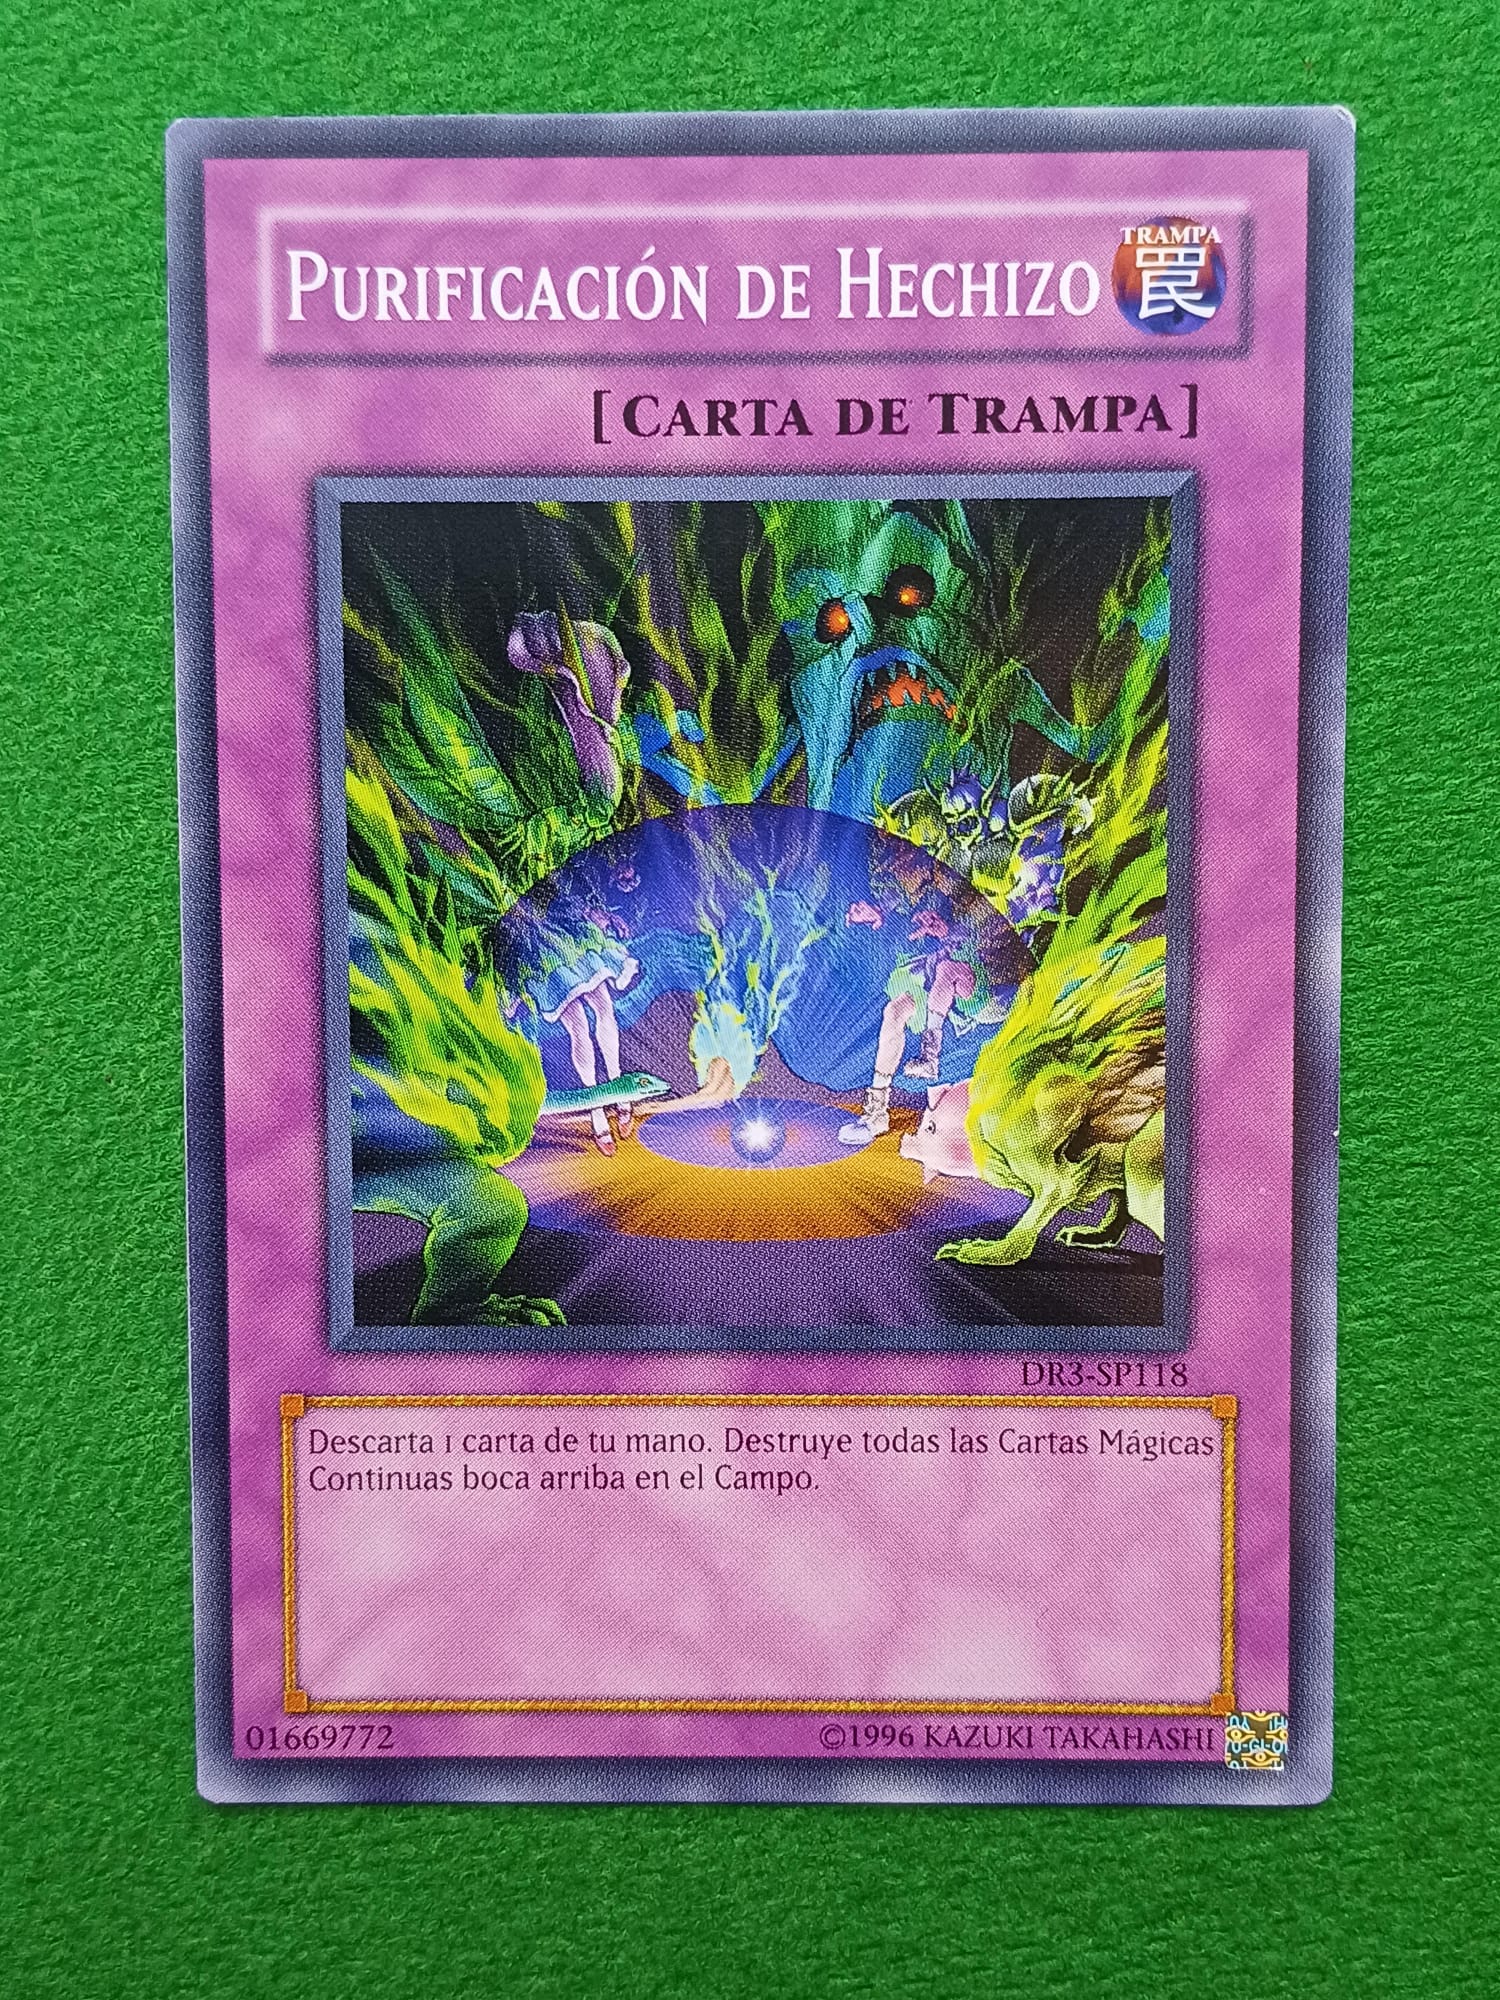 PURIFICACIÓN DE HECHIZO
TRAMPA
罠
[CARTA DE TRAMPA]
DR3-SP118
Descarta 1 carta de tu mano. Destruye todas las Cartas Mágicas
Continuas boca arriba en el Campo.
01669772
©1996 KAZUKI TAKAHASHI